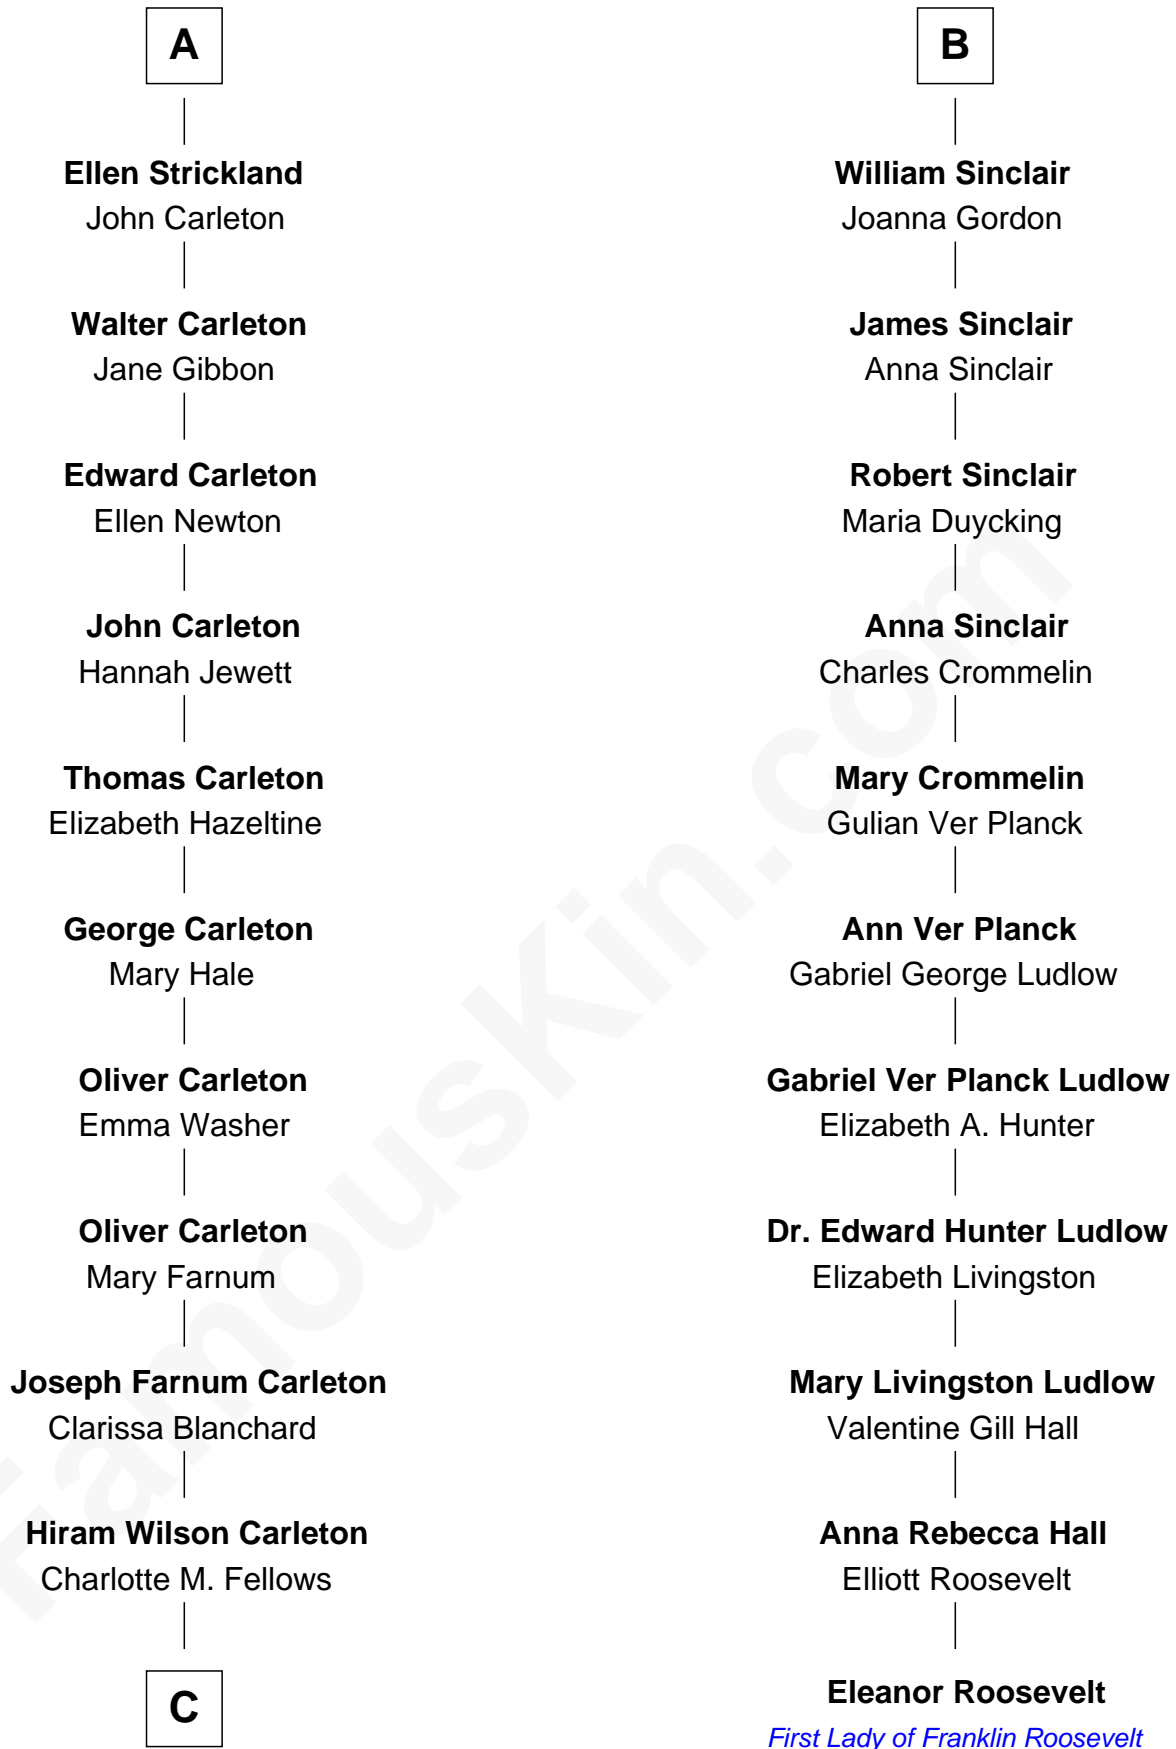 A
Ellen Strickland
John Carleton
Walter Carleton
Jane Gibbon
Edward Carleton
Ellen Newton
John Carleton
Hannah Jewett
Thomas Carleton
Elizabeth Hazeltine
George Carleton
Mary Hale
Oliver Carleton
Emma Washer
Oliver Carleton
Mary Farnum
Joseph Farnum Carleton
Clarissa Blanchard
Hiram Wilson Carleton
Charlotte M. Fellows
C
B
William Sinclair
Joanna Gordon
James Sinclair
Anna Sinclair
Robert Sinclair
Maria Duycking
Anna Sinclair
Charles Crommelin
Mary Crommelin
Gulian Ver Planck
Ann Ver Planck
Gabriel George Ludlow
Gabriel Ver Planck Ludlow
Elizabeth A. Hunter
Dr. Edward Hunter Ludlow
Elizabeth Livingston
Mary Livingston Ludlow
Valentine Gill Hall
Anna Rebecca Hall
Elliott Roosevelt
Eleanor Roosevelt
First Lady of Franklin Roosevelt
FamousKin.com